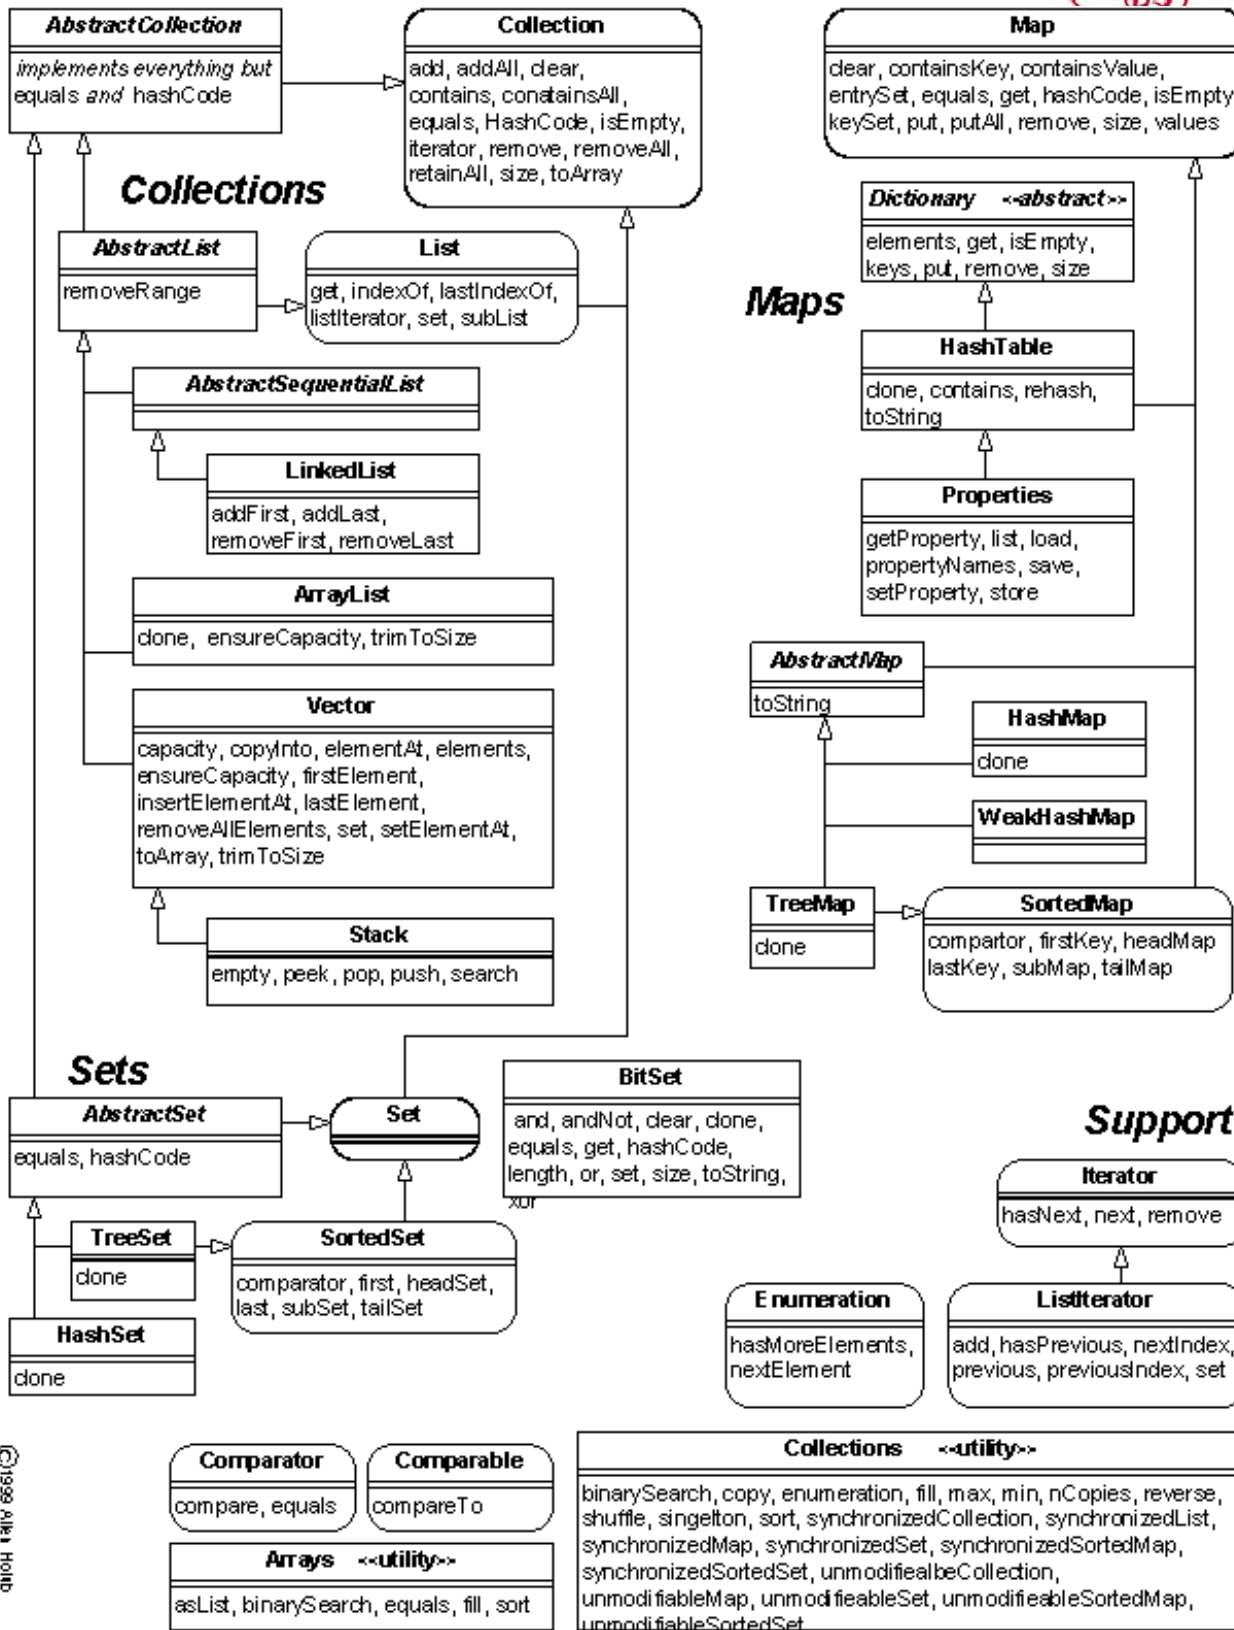 AbstractCollection
implements everything but
equals and hashCode
Collection
add, addAll, clear,
contains, conatainsAll,
equals, HashCode, isEmpty,
iterator, remove, removeAll,
retainAll, size, toArray
Map
clear, containsKey, containsValue,
entrySet, equals, get, hashCode, isEmpty
keySet, put, putAll, remove, size, values
Collections
Dictionary <<abstract>>
elements, get, isEmpty,
keys, put, remove, size
AbstractList
removeRange
List
get, indexOf, lastIndexOf,
listIterator, set, subList
Maps
HashTable
clone, contains, rehash,
toString
AbstractSequentialList
LinkedList
addFirst, addLast,
removeFirst, removeLast
Properties
getProperty, list, load,
propertyNames, save,
setProperty, store
ArrayList
clone, ensureCapacity, trimToSize
AbstractMap
toString
Vector
capacity, copyInto, elementAt, elements,
ensureCapacity, firstElement,
insertElementAt, lastElement,
removeAllElements, set, setElementAt,
toArray, trimToSize
HashMap
clone
WeakHashMap
Stack
empty, peek, pop, push, search
TreeMap
clone
SortedMap
compartor, firstKey, headMap
lastKey, subMap, tailMap
Sets
AbstractSet
equals, hashCode
Set
BitSet
and, andNot, clear, clone,
equals, get, hashCode,
length, or, set, size, toString,
xor
Support
Iterator
hasNext, next, remove
TreeSet
clone
SortedSet
comparator, first, headSet,
last, subSet, tailSet
Enumeration
hasMoreElements,
nextElement
ListIterator
add, hasPrevious, nextIndex,
previous, previousIndex, set
HashSet
clone
Comparator
compare, equals
Comparable
compareTo
Collections <<utility>>
binarySearch, copy, enumeration, fill, max, min, nCopies, reverse,
shuffle, singelton, sort, synchronizedCollection, synchronizedList,
synchronizedMap, synchronizedSet, synchronizedSortedMap,
synchronizedSortedSet, unmodifiealbeCollection,
unmodifiableMap, unmodifieableSet, unmodifieableSortedMap,
unmodifiableSortedSet
Arrays <<utility>>
asList, binarySearch, equals, fill, sort
(C)1999 Allen Holub